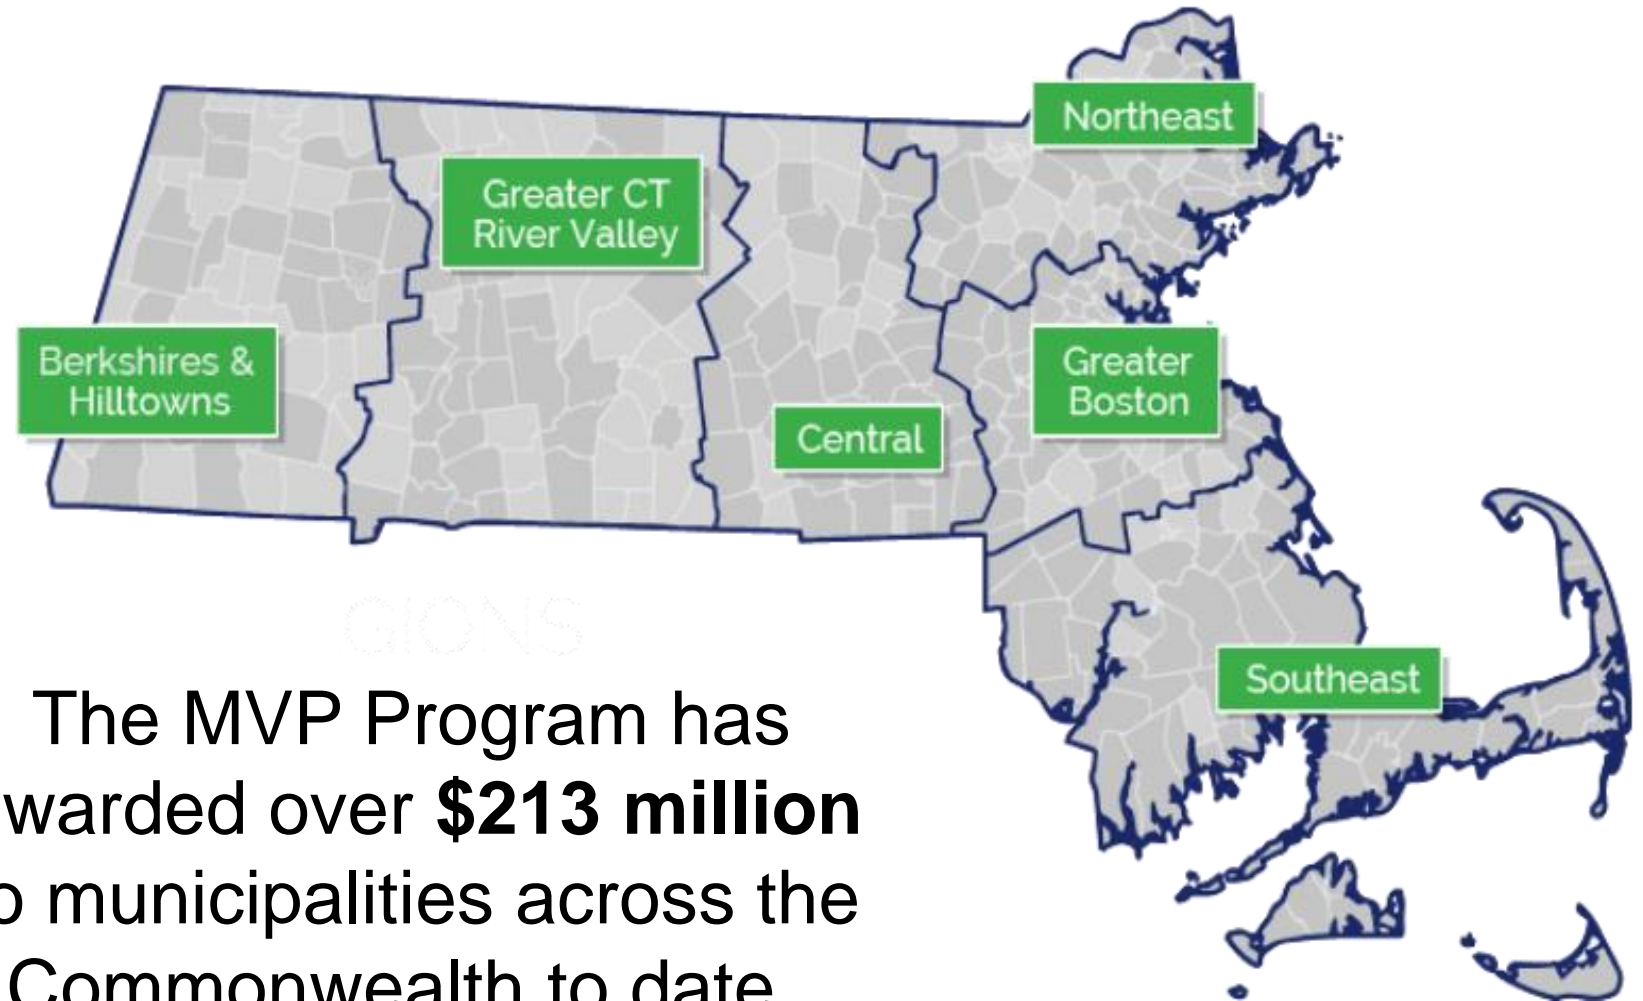 Northeast
Greater CT
River Valley
Berkshires &
Hilltowns
Greater
Boston
Central
Southeast
GIONS
The MVP Program has
warded over $213 million
o municipalities across the
Commonwealth to date